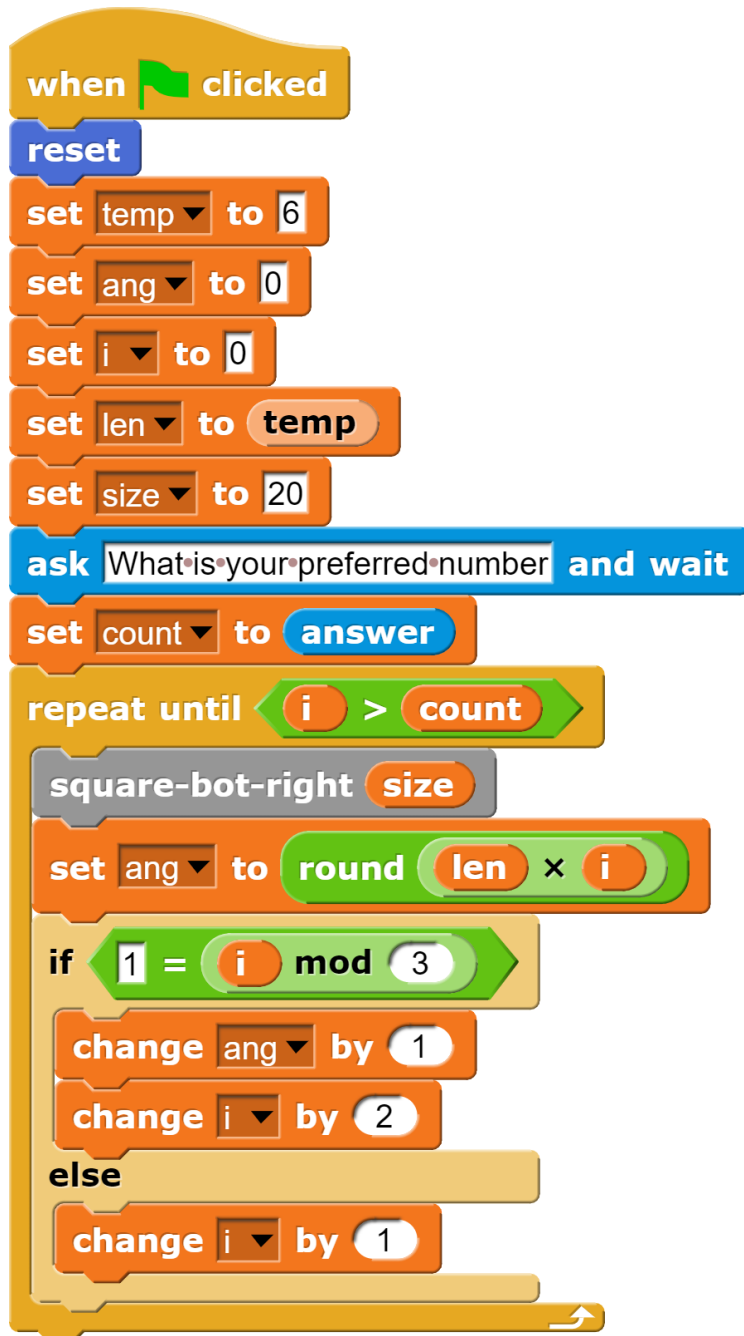 when clicked
reset
set temp to 6
set ang to 0
set i to 0
set len to temp
set size to 20
ask What•is•your•preferred•number and wait
set count to answer
repeat until i > count
square-bot-right size
set ang to round len × i
if 1 = i mod 3
change ang by 1
change i by 2
else
change i by 1